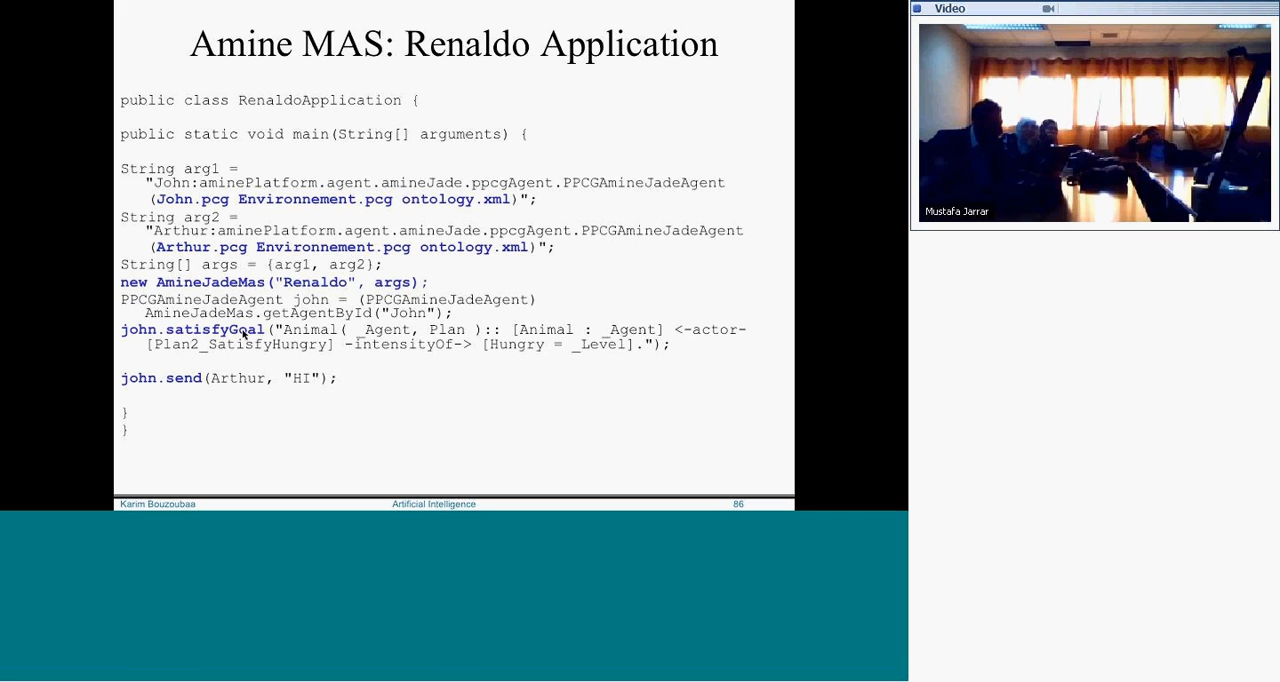 Amine MAS: Renaldo Application
public class RenaldoApplication {
public static void main(String[] arguments) {
String arg1 =
"John:aminePlatform.agent.amineJade.ppcgAgent.PPCGAmineJadeAgent
(John.pcg Environnement.pcg ontology.xml)";
String arg2 =
"Arthur:aminePlatform.agent.amineJade.ppcgAgent.PPCGAmineJadeAgent
(Arthur.pcg Environnement.pcg ontology.xml)";
String[] args = {arg1, arg2};
new AmineJadeMas("Renaldo", args);
PPCGAmineJadeAgent john = (PPCGAmineJadeAgent)
AmineJadeMas.getAgentById("John");
john.satisfyGoal("Animal( _Agent, Plan ):: [Animal : _Agent] <-actor-
[Plan2_SatisfyHungry] -intensityOf-> [Hungry = _Level].");
john.send(Arthur, "HI");
}
}
Karim Bouzoubaa Artificial Intelligence 86
Video
Mustafa Jarrar